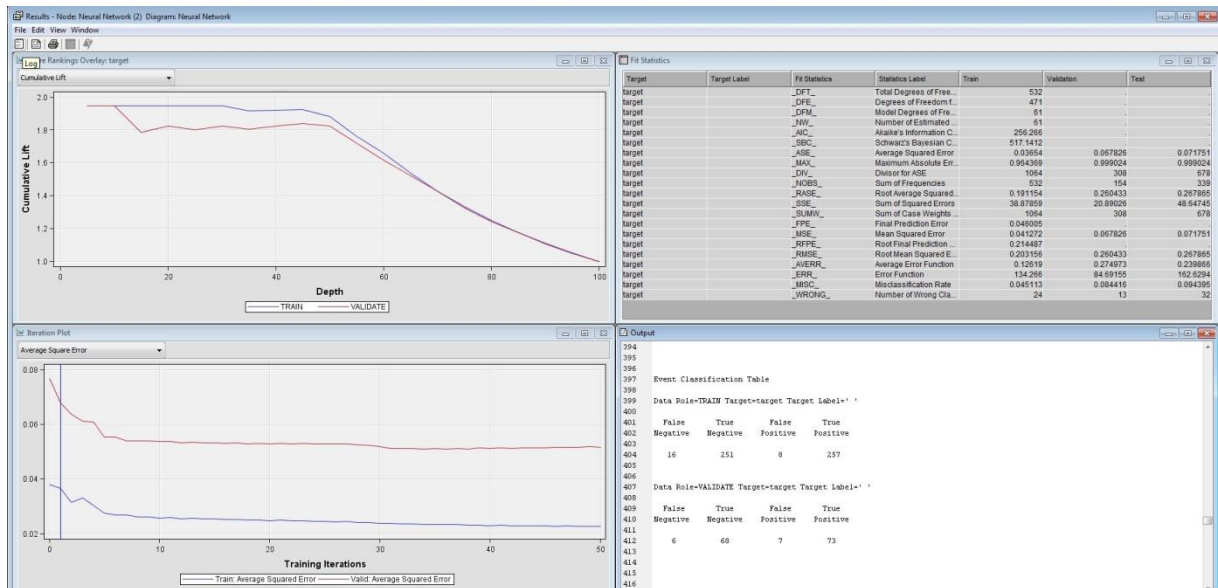 Results - Node: Neural Network (2) Diagram: Neural Network
File Edit View Window
Log
Rankings Overlay: target
Cumulative Lift
2.0
1.8
1.6
1.4
1.2
1.0
Cumulative Lift
0 20 40 60 80 100
Depth
TRAIN VALIDATE
Fit Statistics
Target Target Label Fit Statistics Statistics Label Train Validation Test
target _DFT_ Total Degrees of Free... 532 . .
target _DFE_ Degrees of Freedom f... 471 . .
target _DFM_ Model Degrees of Fre... 61 . .
target _NW_ Number of Estimated ... 61 . .
target _AIC_ Akaike's Information C... 256.266 . .
target _SBC_ Schwarz's Bayesian C... 517.1412 . .
target _ASE_ Average Squared Error 0.03654 0.067826 0.071751
target _MAX_ Maximum Absolute Err... 0.964369 0.999024 0.999024
target _DIV_ Divisor for ASE 1064 308 678
target _NOBS_ Sum of Frequencies 532 154 339
target _RASE_ Root Average Squared... 0.191154 0.260433 0.267865
target _SSE_ Sum of Squared Errors 38.87859 20.89026 48.64745
target _SUMW_ Sum of Case Weights ... 1064 308 678
target _FPE_ Final Prediction Error 0.046005 . .
target _MSE_ Mean Squared Error 0.041272 0.067826 0.071751
target _RFPE_ Root Final Prediction ... 0.214487 . .
target _RMSE_ Root Mean Squared E... 0.203156 0.260433 0.267865
target _AVERR_ Average Error Function 0.12619 0.274973 0.239866
target _ERR_ Error Function 134.266 84.69155 162.6294
target _MISC_ Misclassification Rate 0.045113 0.084416 0.094395
target _WRONG_ Number of Wrong Cla... 24 13 32
Iteration Plot
Average Square Error
0.08
0.06
0.04
0.02
0 10 20 30 40 50
Training Iterations
Train: Average Squared Error Valid: Average Squared Error
Output
394
395
396
397 Event Classification Table
398
399 Data Role=TRAIN Target=target Target Label=' '
400
401 False True False True
402 Negative Negative Positive Positive
403
404 16 251 8 257
405
406
407 Data Role=VALIDATE Target=target Target Label=' '
408
409 False True False True
410 Negative Negative Positive Positive
411
412 6 68 7 73
413
414
415
416